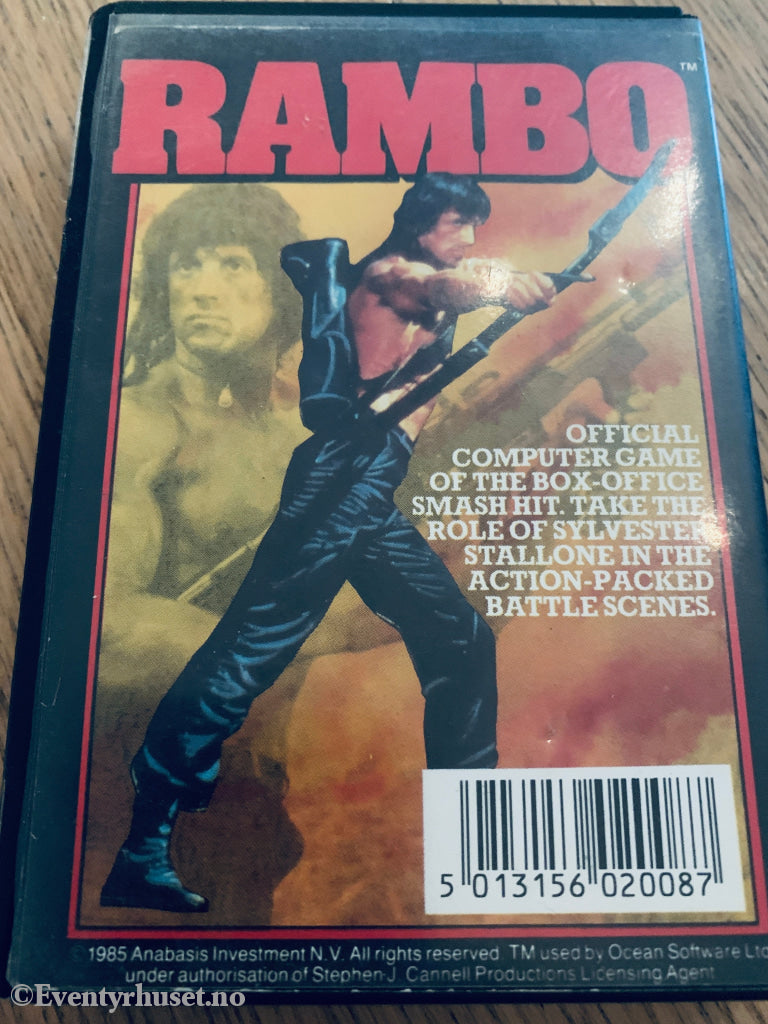 RAMBO™
OFFICIAL
COMPUTER GAME
OF THE BOX-OFFICE
SMASH HIT. TAKE THE
ROLE OF SYLVESTER
STALLONE IN THE
ACTION-PACKED
BATTLE SCENES.
5 013156 020087
© 1985 Anabasis Investment N.V. All rights reserved TM used by Ocean Software Ltd
under authorisation of Stephen J. Cannell Productions Licensing Agent
©Eventyrhuset.no